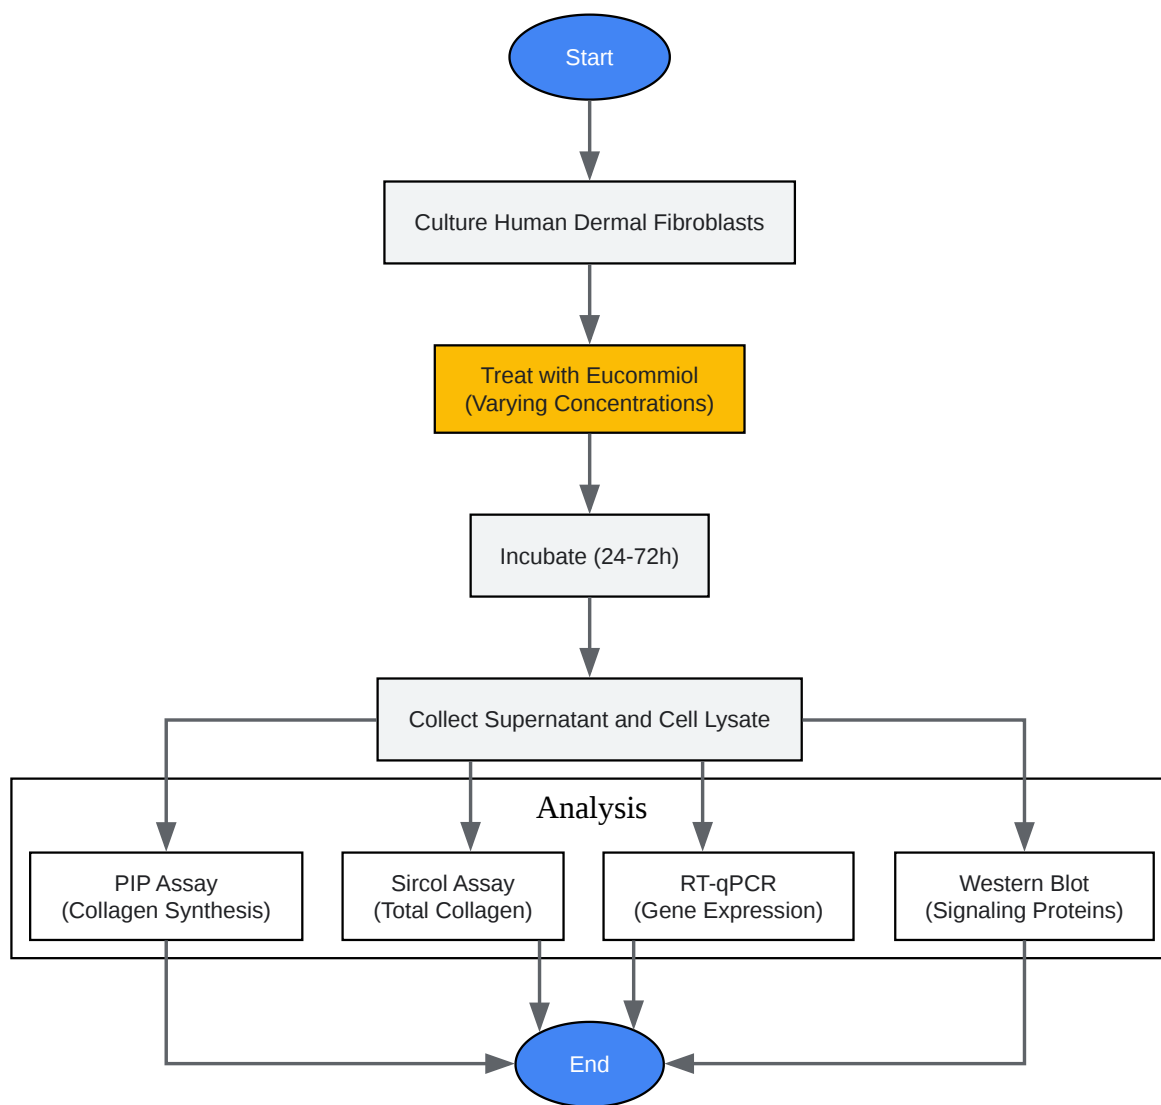 Start
Culture Human Dermal Fibroblasts
Treat with Eucommiol
(Varying Concentrations)
Incubate (24-72h)
Collect Supernatant and Cell Lysate
Analysis
PIP Assay
(Collagen Synthesis)
Sircol Assay
(Total Collagen)
RT-qPCR
(Gene Expression)
Western Blot
(Signaling Proteins)
End